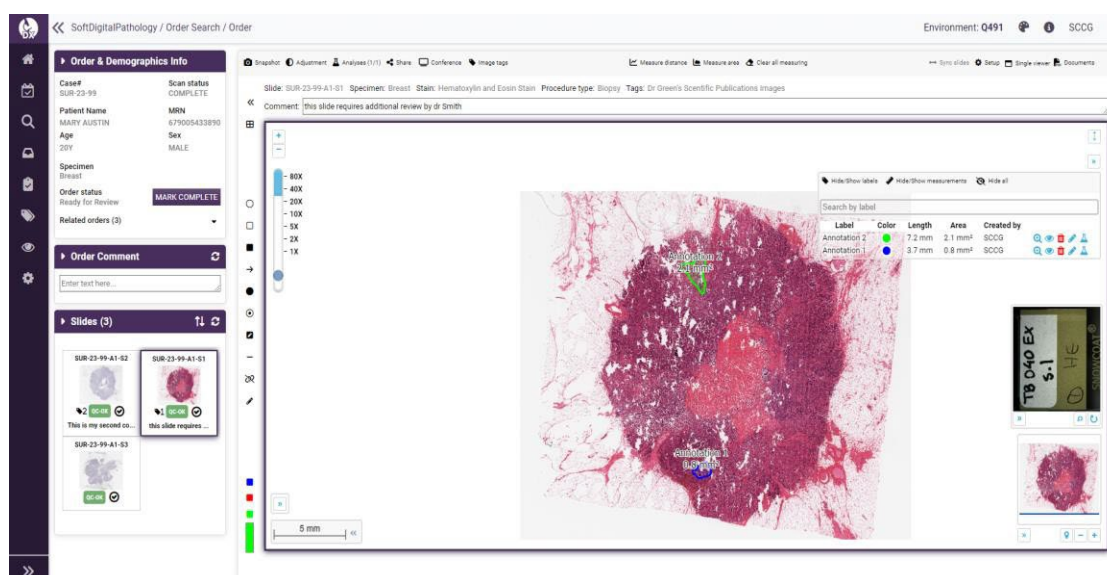 SoftDigitalPathology / Order Search / Order
Environment: Q491
SCCG
Order & Demographics Info
Case#
Scan status
SUR-23-99
COMPLETE
Patient Name
MRN
MARY AUSTIN
679005433890
Age
Sex
20Y
MALE
Specimen
Breast
Order status
Ready for Review
MARK COMPLETE
Related orders (3)
Order Comment
Enter text here...
Slides (3)
SUR-23-99-A1-S2
SUR-23-99-A1-S1
2 QC-OK
1 QC-OK
This is my second co...
this slide requires ...
SUR-23-99-A1-S3
QC-OK
Snapshot Adjustment Analyses (1/1) Share Conference Image tags
Measure distance Measure area Clear all measuring
Sync slides Setup Single viewer Documents
Slide: SUR-23-99-A1-S1 Specimen: Breast Stain: Hematoxylin and Eosin Stain Procedure type: Biopsy Tags: Dr Green's Scentific Publications Images
Comment: this slide requires additional review by dr Smith
80X
40X
20X
10X
5X
2X
1X
Hide/Show labels Hide/Show measurements Hide all
Search by label
Label Color Length Area Created by
Annotation 2 7.2 mm 2.1 mm² SCCG
Annotation 1 3.7 mm 0.8 mm² SCCG
Annotation 2
2.1 mm²
Annotation 1
0.8 mm²
TB 040 EX
S.1
HE
SNOWCOAT
5 mm